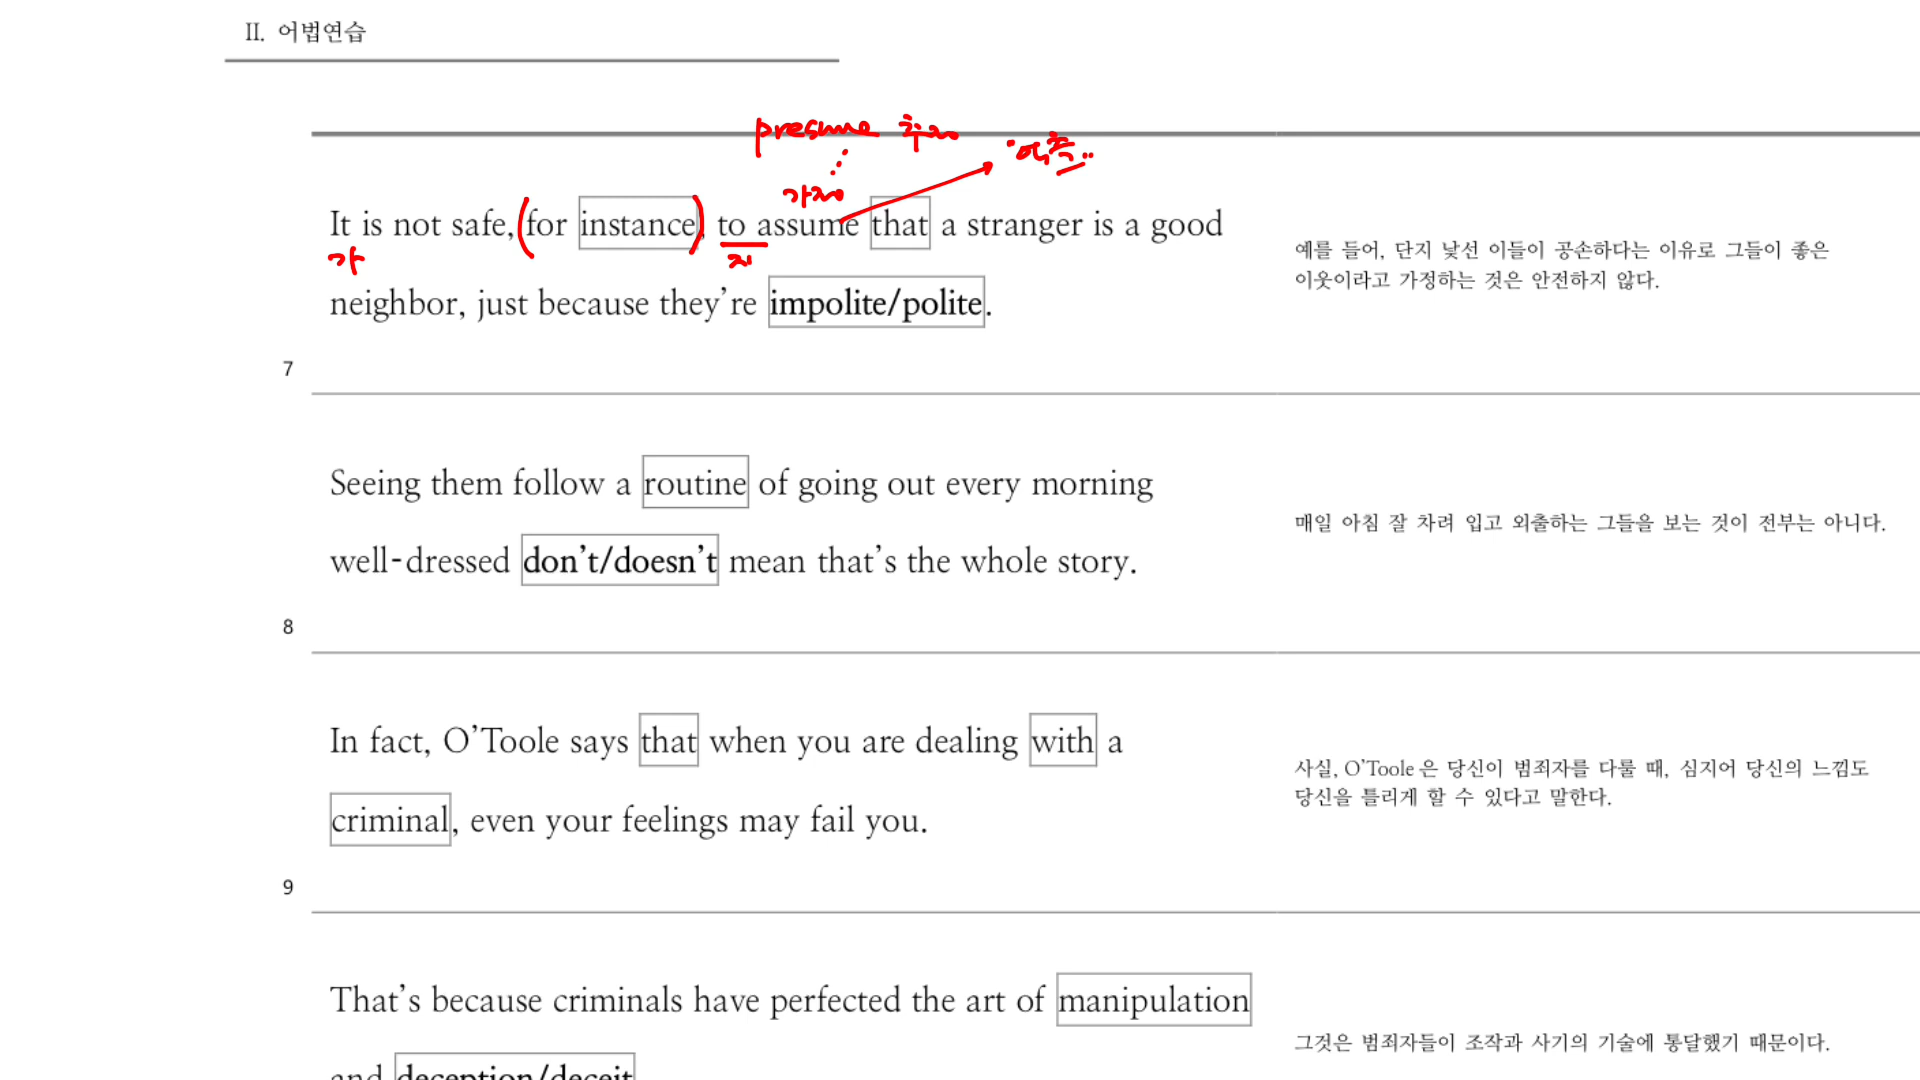 II. 어법연습
presume 추정
"억측"
가정
It is not safe, (for instance), to assume that a stranger is a good
가
진
neighbor, just because they're impolite/polite.
예를 들어, 단지 낯선 이들이 공손하다는 이유로 그들이 좋은
이웃이라고 가정하는 것은 안전하지 않다.
7
Seeing them follow a routine of going out every morning
well-dressed don't/doesn't mean that's the whole story.
매일 아침 잘 차려 입고 외출하는 그들을 보는 것이 전부는 아니다.
8
In fact, O'Toole says that when you are dealing with a
criminal, even your feelings may fail you.
사실, O'Toole 은 당신이 범죄자를 다룰 때, 심지어 당신의 느낌도
당신을 틀리게 할 수 있다고 말한다.
9
That's because criminals have perfected the art of manipulation
and deception/deceit
그것은 범죄자들이 조작과 사기의 기술에 통달했기 때문이다.